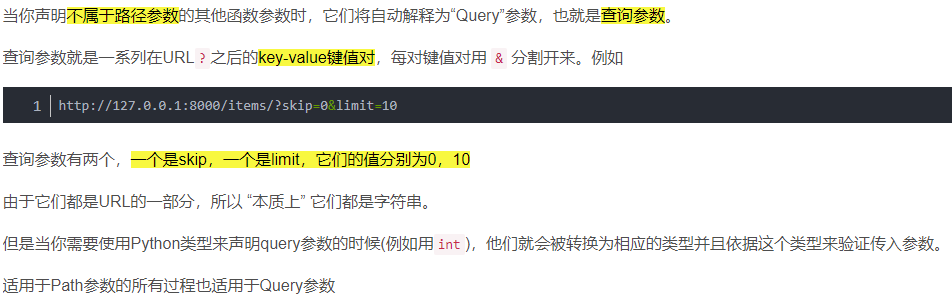 当你声明不属于路径参数的其他函数参数时，它们将自动解释为“Query”参数，也就是查询参数。
查询参数就是一系列在URL ? 之后的key-value键值对，每对键值对用 & 分割开来。例如
1 http://127.0.0.1:8000/items/?skip=0&limit=10
查询参数有两个，一个是skip，一个是limit，它们的值分别为0，10
由于它们都是URL的一部分，所以 “本质上” 它们都是字符串。
但是当你需要使用Python类型来声明query参数的时候(例如用 int )，他们就会被转换为相应的类型并且依据这个类型来验证传入参数。
适用于Path参数的所有过程也适用于Query参数